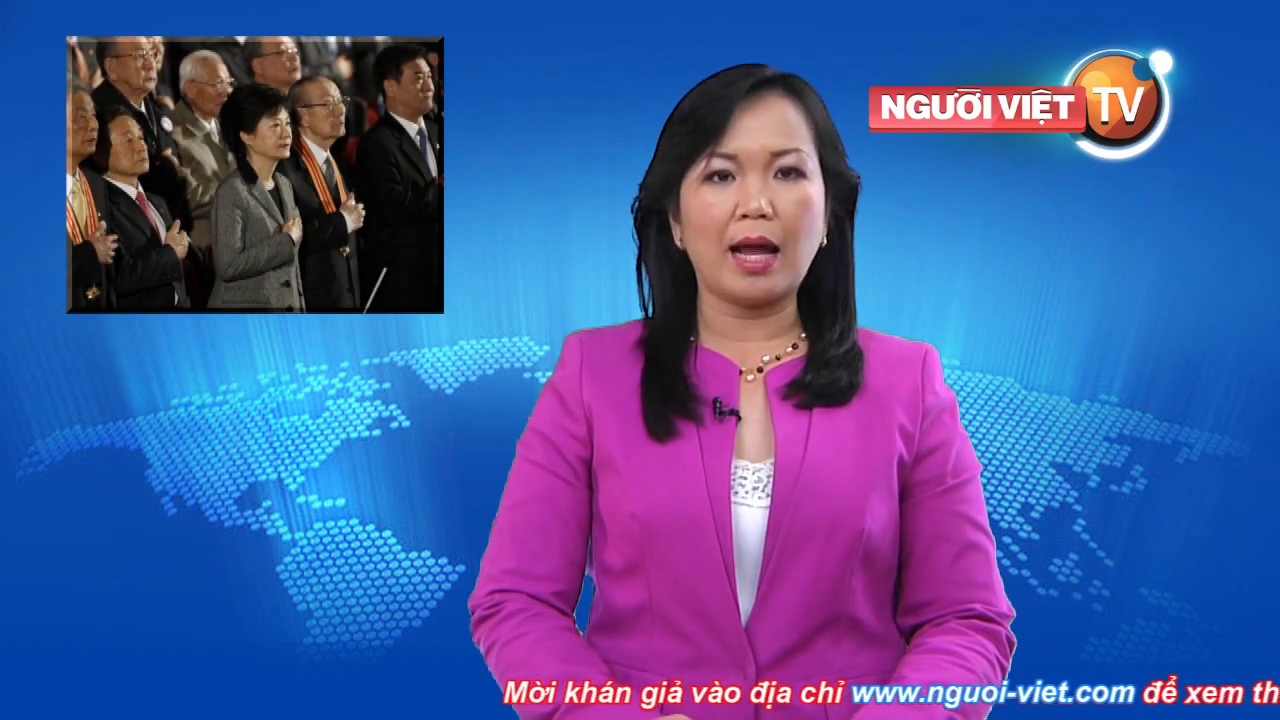 NGƯỜI VIỆT TV
Mời khán giả vào địa chỉ www.nguoi-viet.com để xem th